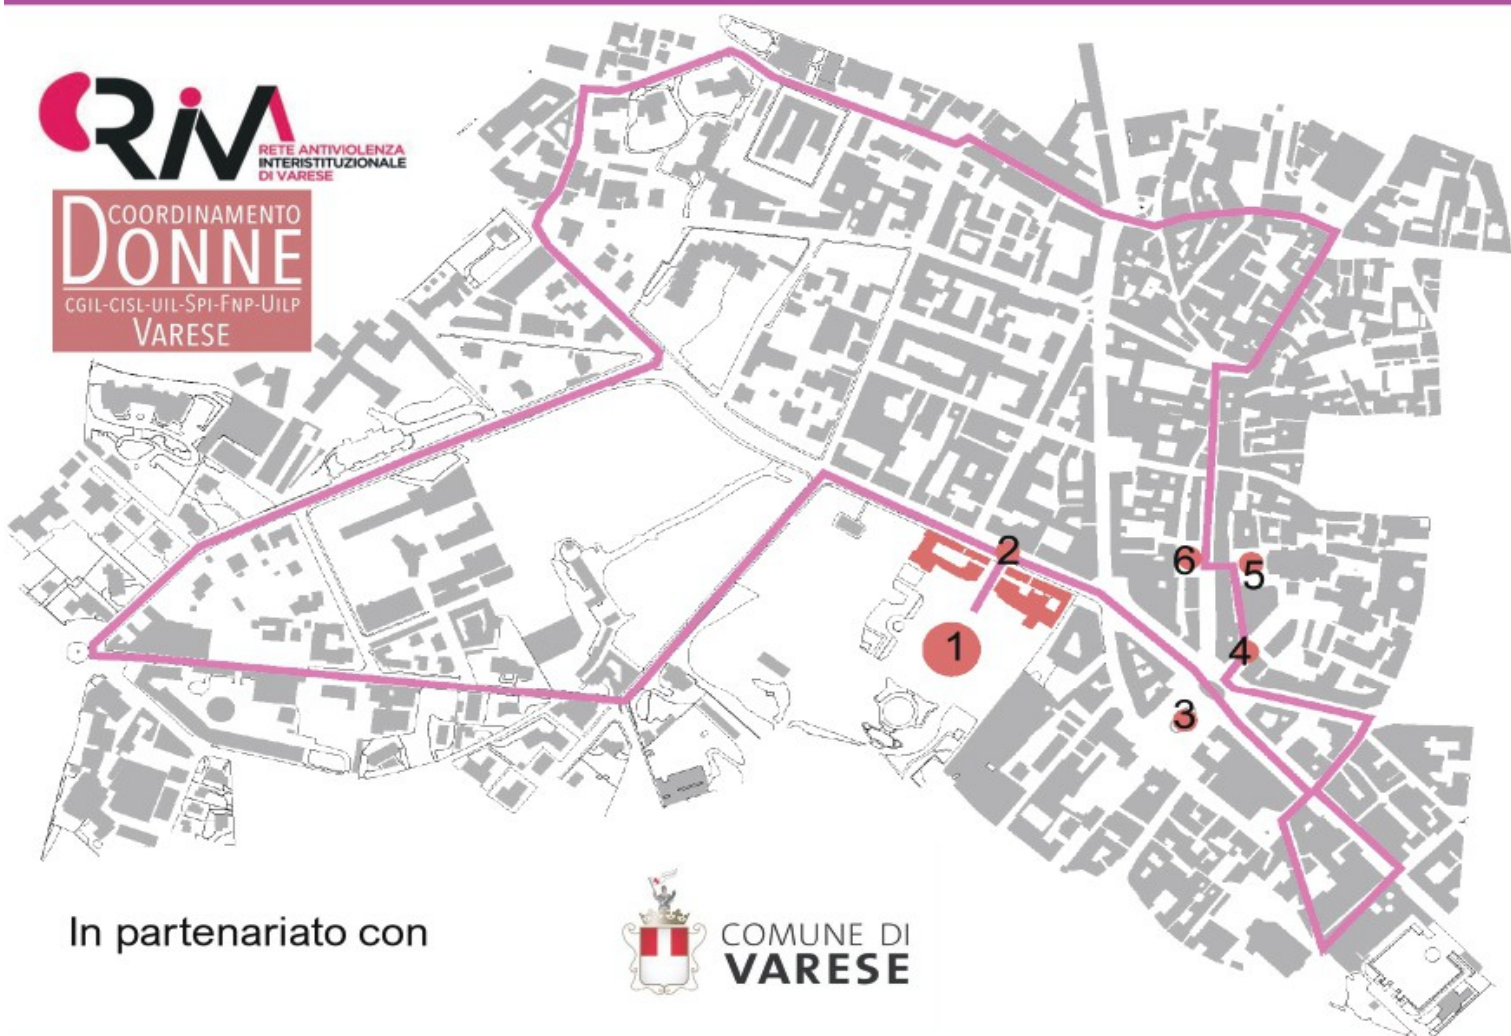 CRIVA
RETE ANTIVIOLENZA
INTERISTITUZIONALE
DI VARESE
COORDINAMENTO
DONNE
CGIL-CISL-UIL-SPI-FNP-UILP
VARESE
2
6
5
1
4
3
In partenariato con
COMUNE DI
VARESE